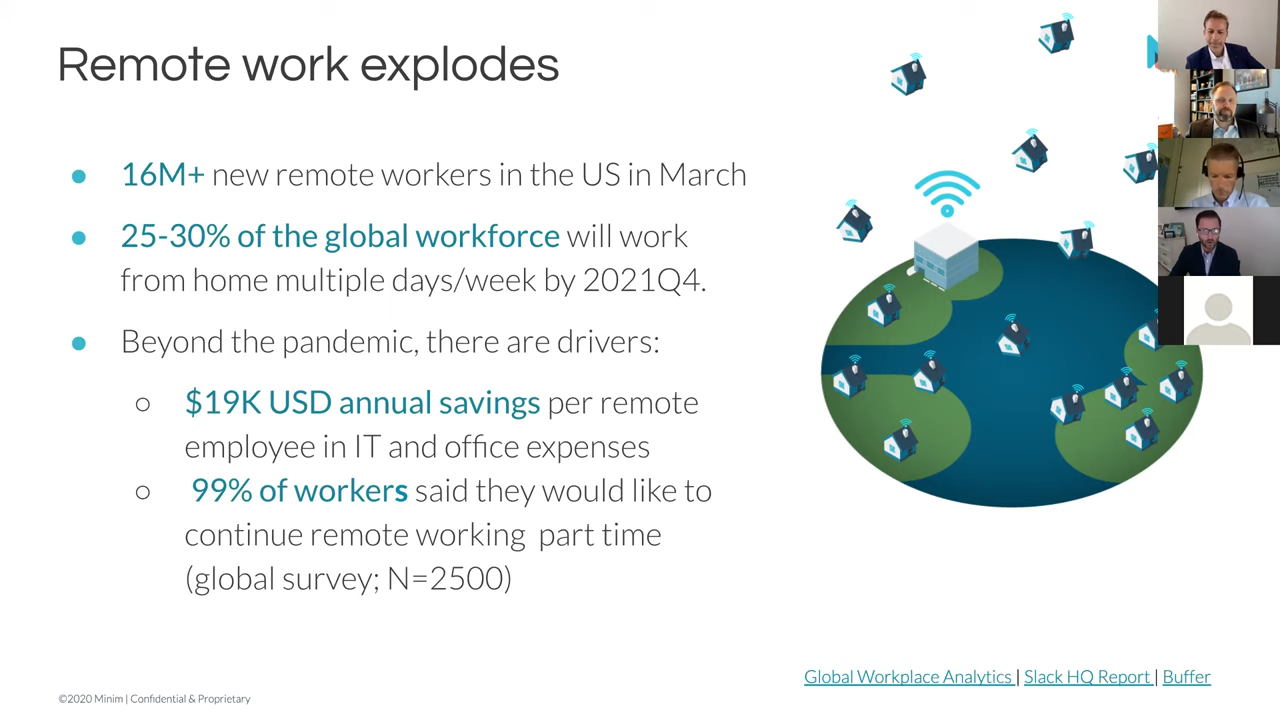 Remote work explodes
● 16M+ new remote workers in the US in March
● 25-30% of the global workforce will work
from home multiple days/week by 2021Q4.
● Beyond the pandemic, there are drivers:
○ $19K USD annual savings per remote
employee in IT and office expenses
○ 99% of workers said they would like to
continue remote working part time
(global survey; N=2500)
Global Workplace Analytics | Slack HQ Report | Buffer
©2020 Minim | Confidential & Proprietary